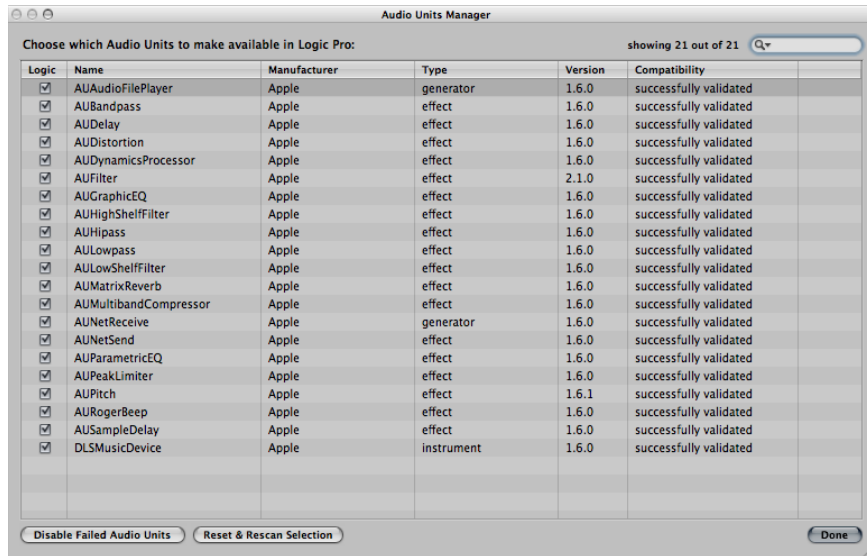 Audio Units Manager
Choose which Audio Units to make available in Logic Pro: showing 21 out of 21
Logic Name Manufacturer Type Version Compatibility
AUAudioFilePlayer Apple generator 1.6.0 successfully validated
AUBandpass Apple effect 1.6.0 successfully validated
AUDelay Apple effect 1.6.0 successfully validated
AUDistortion Apple effect 1.6.0 successfully validated
AUDynamicsProcessor Apple effect 1.6.0 successfully validated
AUFilter Apple effect 2.1.0 successfully validated
AUGraphicEQ Apple effect 1.6.0 successfully validated
AUHighShelfFilter Apple effect 1.6.0 successfully validated
AUHipass Apple effect 1.6.0 successfully validated
AULowpass Apple effect 1.6.0 successfully validated
AULowShelfFilter Apple effect 1.6.0 successfully validated
AUMatrixReverb Apple effect 1.6.0 successfully validated
AUMultibandCompressor Apple effect 1.6.0 successfully validated
AUNetReceive Apple generator 1.6.0 successfully validated
AUNetSend Apple effect 1.6.0 successfully validated
AUParametricEQ Apple effect 1.6.0 successfully validated
AUPeakLimiter Apple effect 1.6.0 successfully validated
AUPitch Apple effect 1.6.1 successfully validated
AURogerBeep Apple effect 1.6.0 successfully validated
AUSampleDelay Apple effect 1.6.0 successfully validated
DLSMusicDevice Apple instrument 1.6.0 successfully validated
Disable Failed Audio Units Reset & Rescan Selection Done